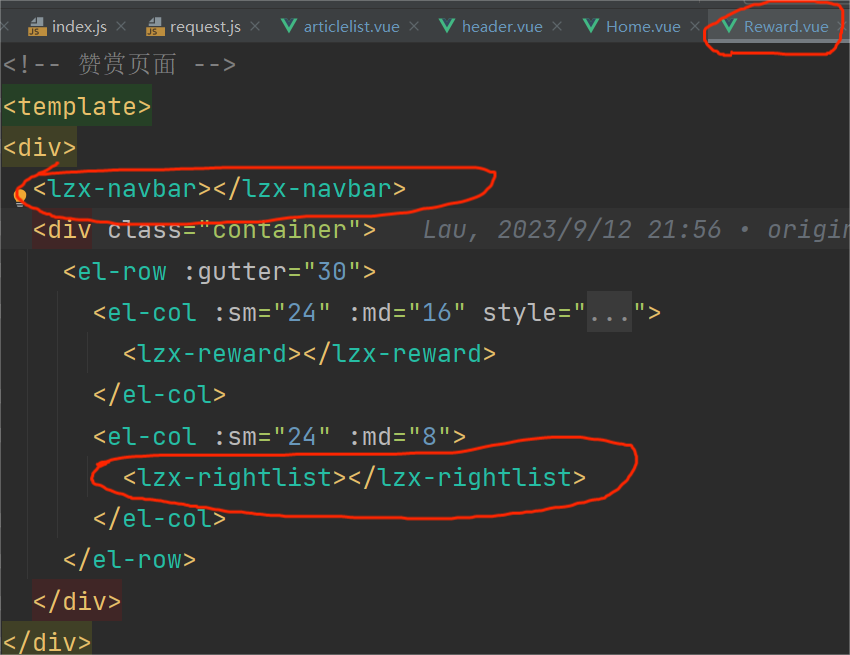 JS index.js × JS request.js × articlelist.vue × header.vue × Home.vue × Reward.vue
<!-- 赞赏页面 -->
<template>
<div>
<lzx-navbar></lzx-navbar>
<div class="container"> Lau, 2023/9/12 21:56 • origin
<el-row :gutter="30">
<el-col :sm="24" :md="16" style="...">
<lzx-reward></lzx-reward>
</el-col>
<el-col :sm="24" :md="8">
<lzx-rightlist></lzx-rightlist>
</el-col>
</el-row>
</div>
</div>